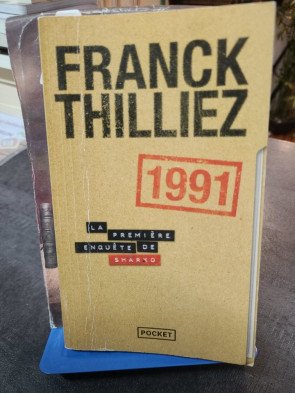 FRANCK
THILLIEZ
1991
LA PREMIÈRE
ENQUÊTE DE
SHARKO
POCKET